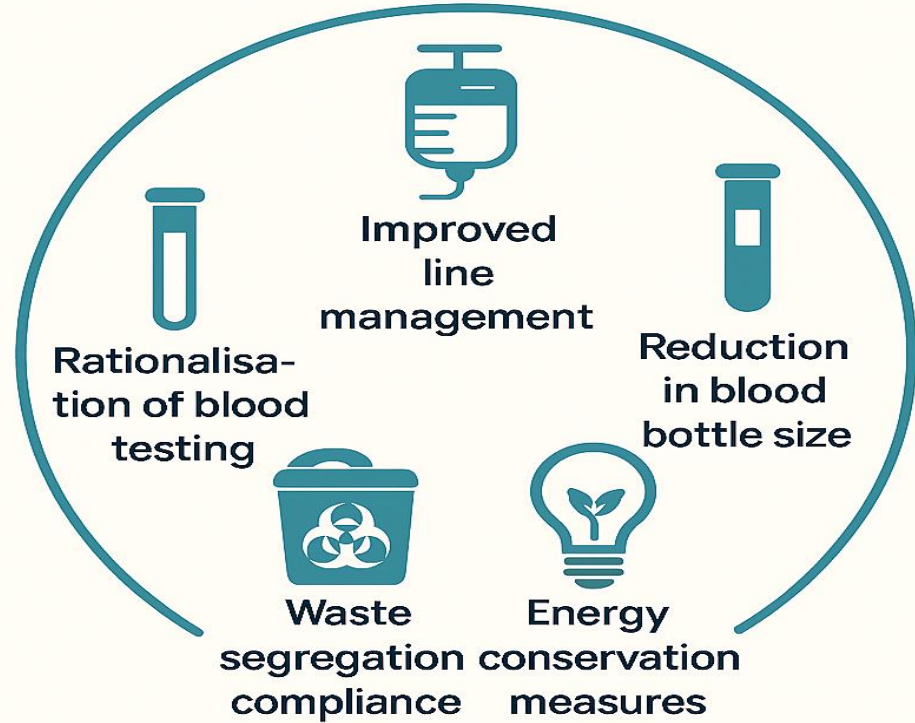 Improved
line
management
Rationalisa-
tion of blood
testing
Reduction
in blood
bottle size
Waste
segregation
compliance
Energy
conservation
measures